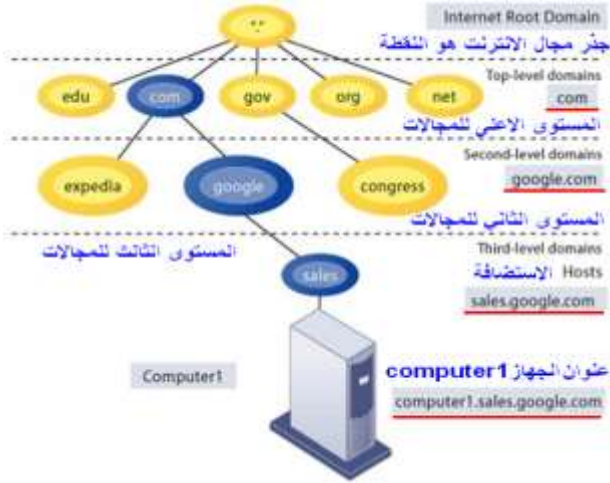 Internet Root Domain
"."
جذر مجال الانترنت هو النقطة
Top-level domains
edu com gov org net com
المستوى الاعلي للمجالات
Second-level domains
expedia google congress google.com
المستوى الثاني للمجالات
المستوى الثالث للمجالات
Third-level domains
الاستضافة Hosts
sales
sales.google.com
Computer1
عنوان الجهاز computer1
computer1.sales.google.com